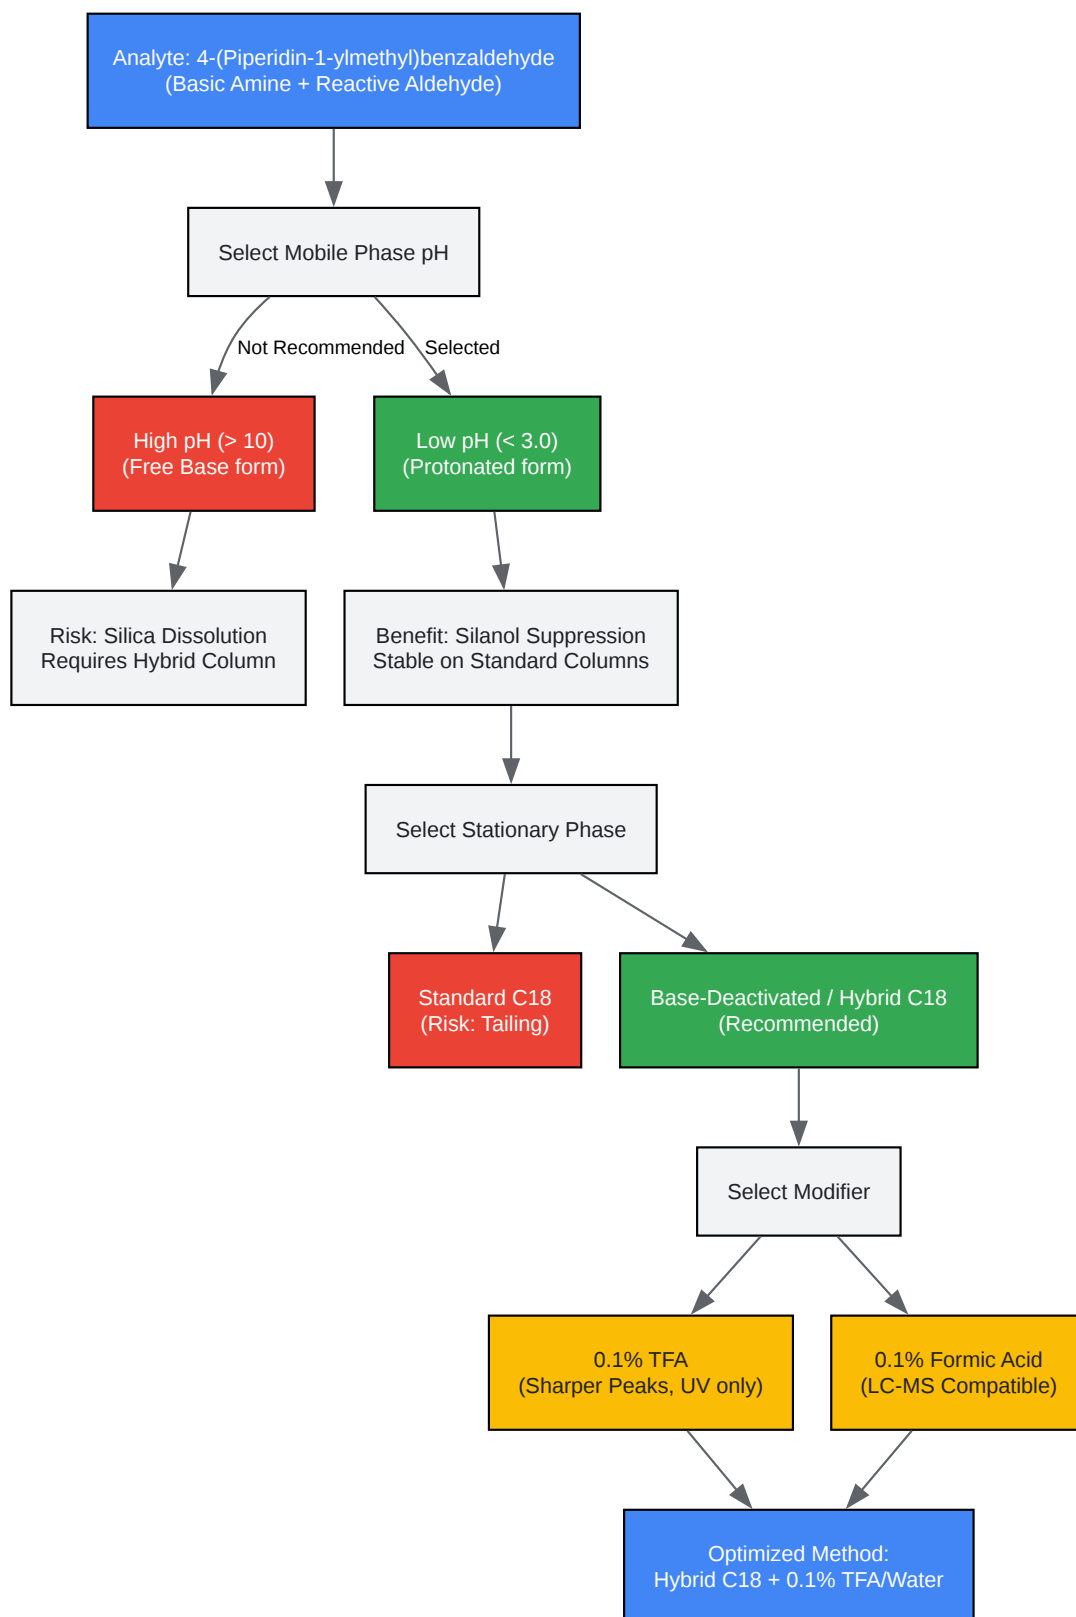 Analyte: 4-(Piperidin-1-ylmethyl)benzaldehyde
(Basic Amine + Reactive Aldehyde)
Select Mobile Phase pH
Not Recommended
Selected
High pH (> 10)
(Free Base form)
Low pH (< 3.0)
(Protonated form)
Risk: Silica Dissolution
Requires Hybrid Column
Benefit: Silanol Suppression
Stable on Standard Columns
Select Stationary Phase
Standard C18
(Risk: Tailing)
Base-Deactivated / Hybrid C18
(Recommended)
Select Modifier
0.1% TFA
(Sharper Peaks, UV only)
0.1% Formic Acid
(LC-MS Compatible)
Optimized Method:
Hybrid C18 + 0.1% TFA/Water